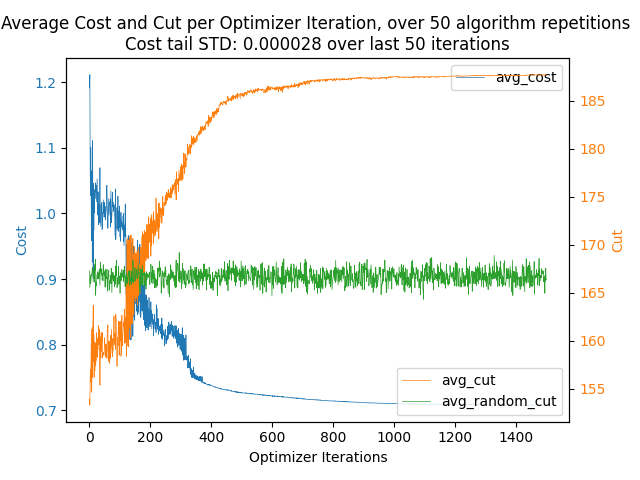 Average Cost and Cut per Optimizer Iteration, over 50 algorithm repetitions
Cost tail STD: 0.000028 over last 50 iterations
1.2
1.1
1.0
0.9
0.8
0.7
Cost
avg_cost
185
180
175
170
165
160
155
Cut
avg_cut
avg_random_cut
0
200
400
600
800
1000
1200
1400
Optimizer Iterations